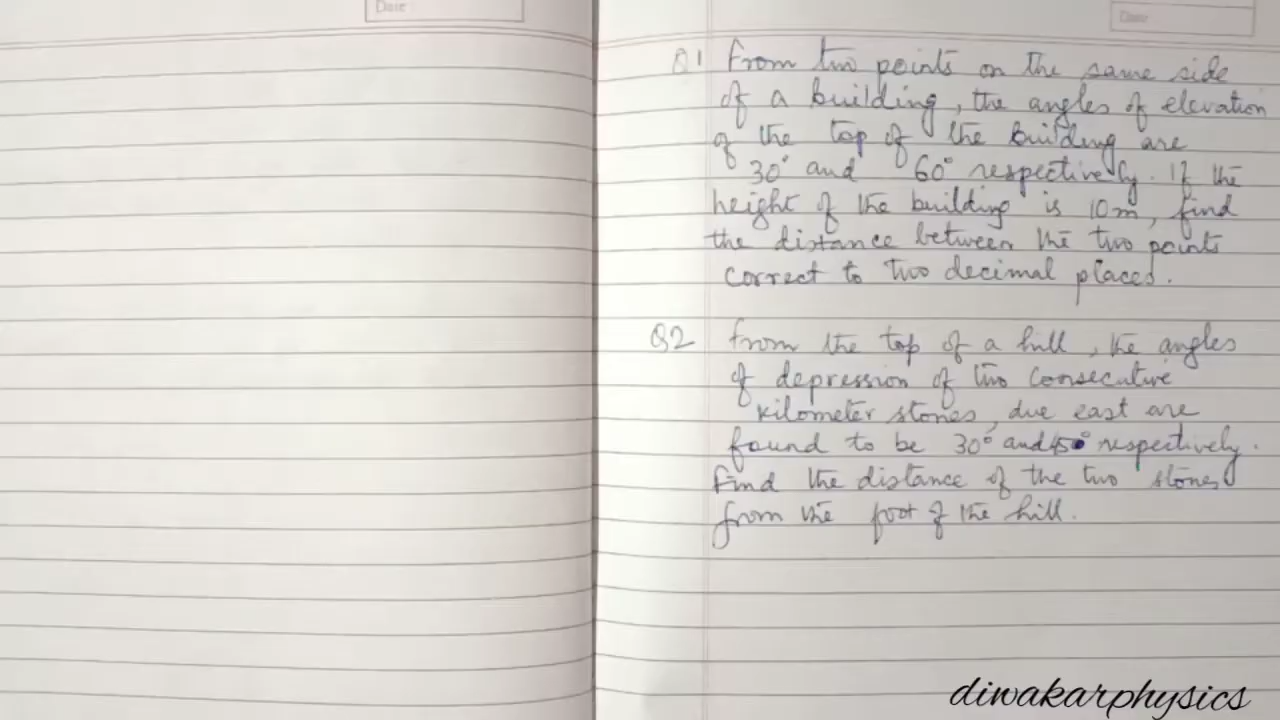 Date
Date
Q1 From two points on the same side
of a building, the angles of elevation
of the top of the building are
30° and 60° respectively. If the
height of the building is 10m, find
the distance between the two points
correct to two decimal places.
Q2 From the top of a hill, the angles
of depression of two consecutive
kilometer stones, due east are
found to be 30° and 45° respectively.
Find the distance of the two stones
from the foot of the hill.
diwakarphysics